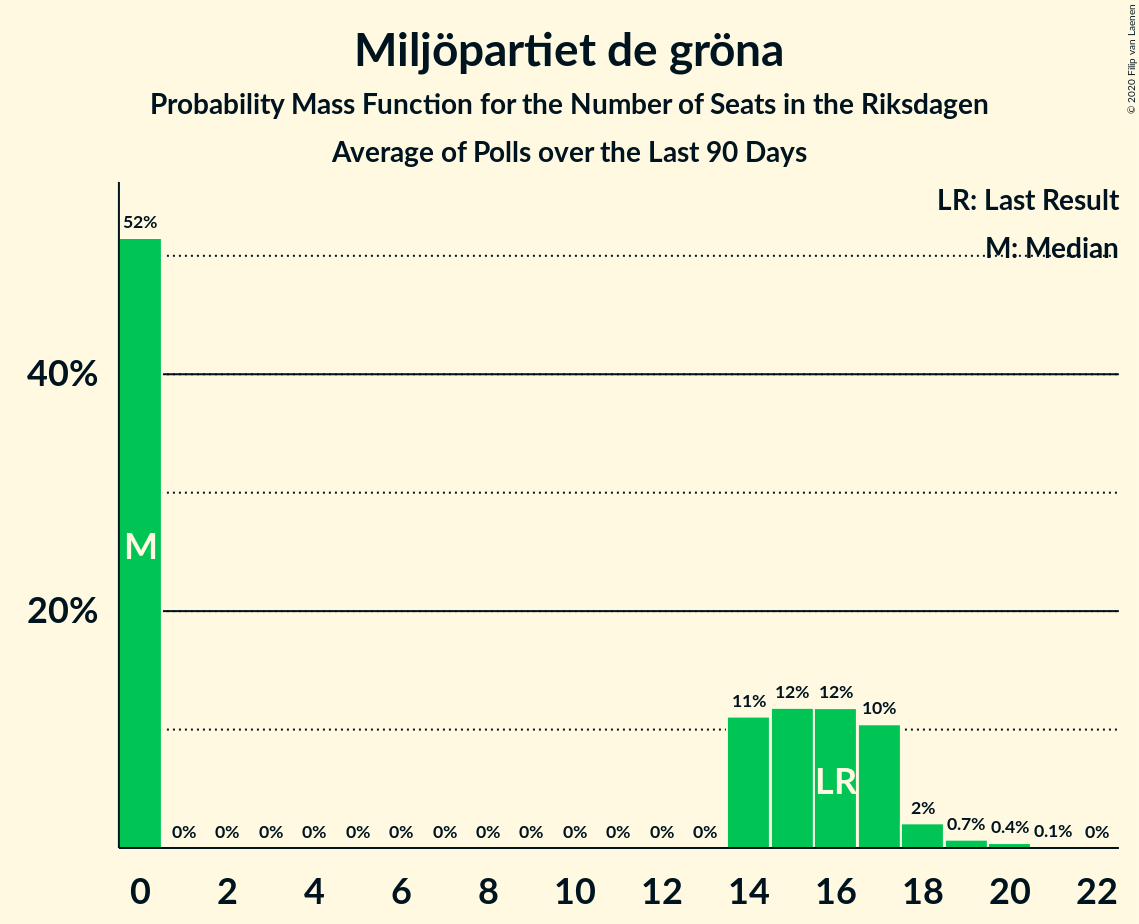 Miljöpartiet de gröna
Probability Mass Function for the Number of Seats in the Riksdagen
Average of Polls over the Last 90 Days
© 2020 Filip van Laenen
LR: Last Result
M: Median
52%
40%
20%
M
0% 0% 0% 0% 0% 0% 0% 0% 0% 0% 0% 0% 0% 11% 12% 12% 10% 2% 0.7% 0.4% 0.1% 0%
LR
0 2 4 6 8 10 12 14 16 18 20 22